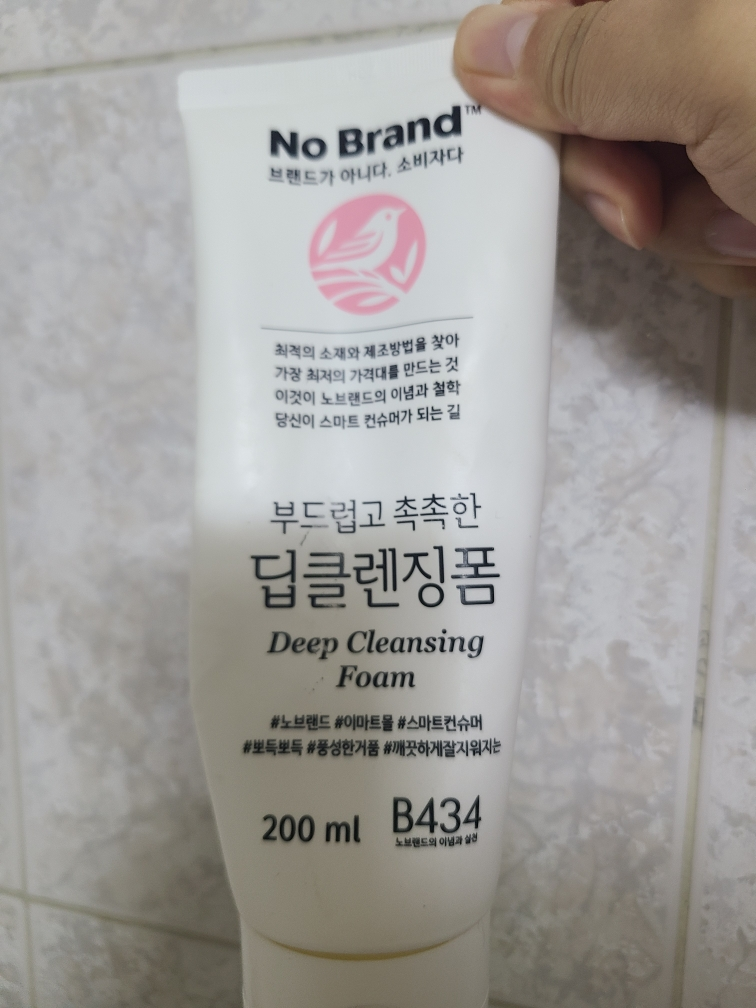 No Brand™
브랜드가 아니다. 소비자다
최적의 소재와 제조방법을 찾아
가장 최저의 가격대를 만드는 것
이것이 노브랜드의 이념과 철학
당신이 스마트 컨슈머가 되는 길
부드럽고 촉촉한
딥클렌징폼
Deep Cleansing
Foam
#노브랜드 #이마트몰 #스마트컨슈머
#뽀득뽀득 #풍성한거품 #깨끗하게잘지워지는
200 ml B434
노브랜드의 이념과 실천